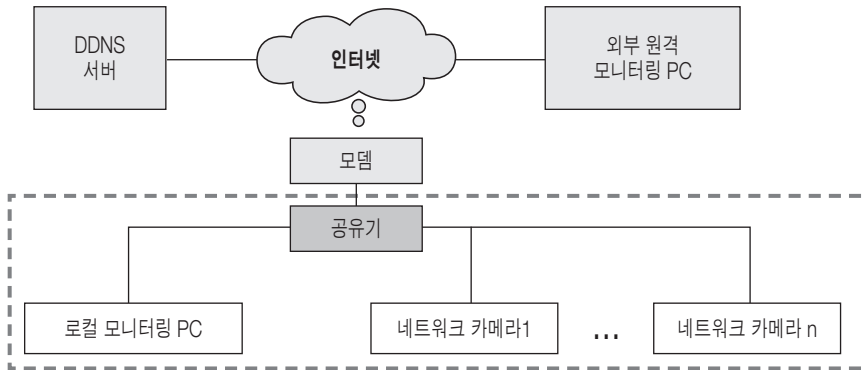 DDNS
서버
인터넷
외부 원격
모니터링 PC
모뎀
공유기
로컬 모니터링 PC
네트워크 카메라1
...
네트워크 카메라 n